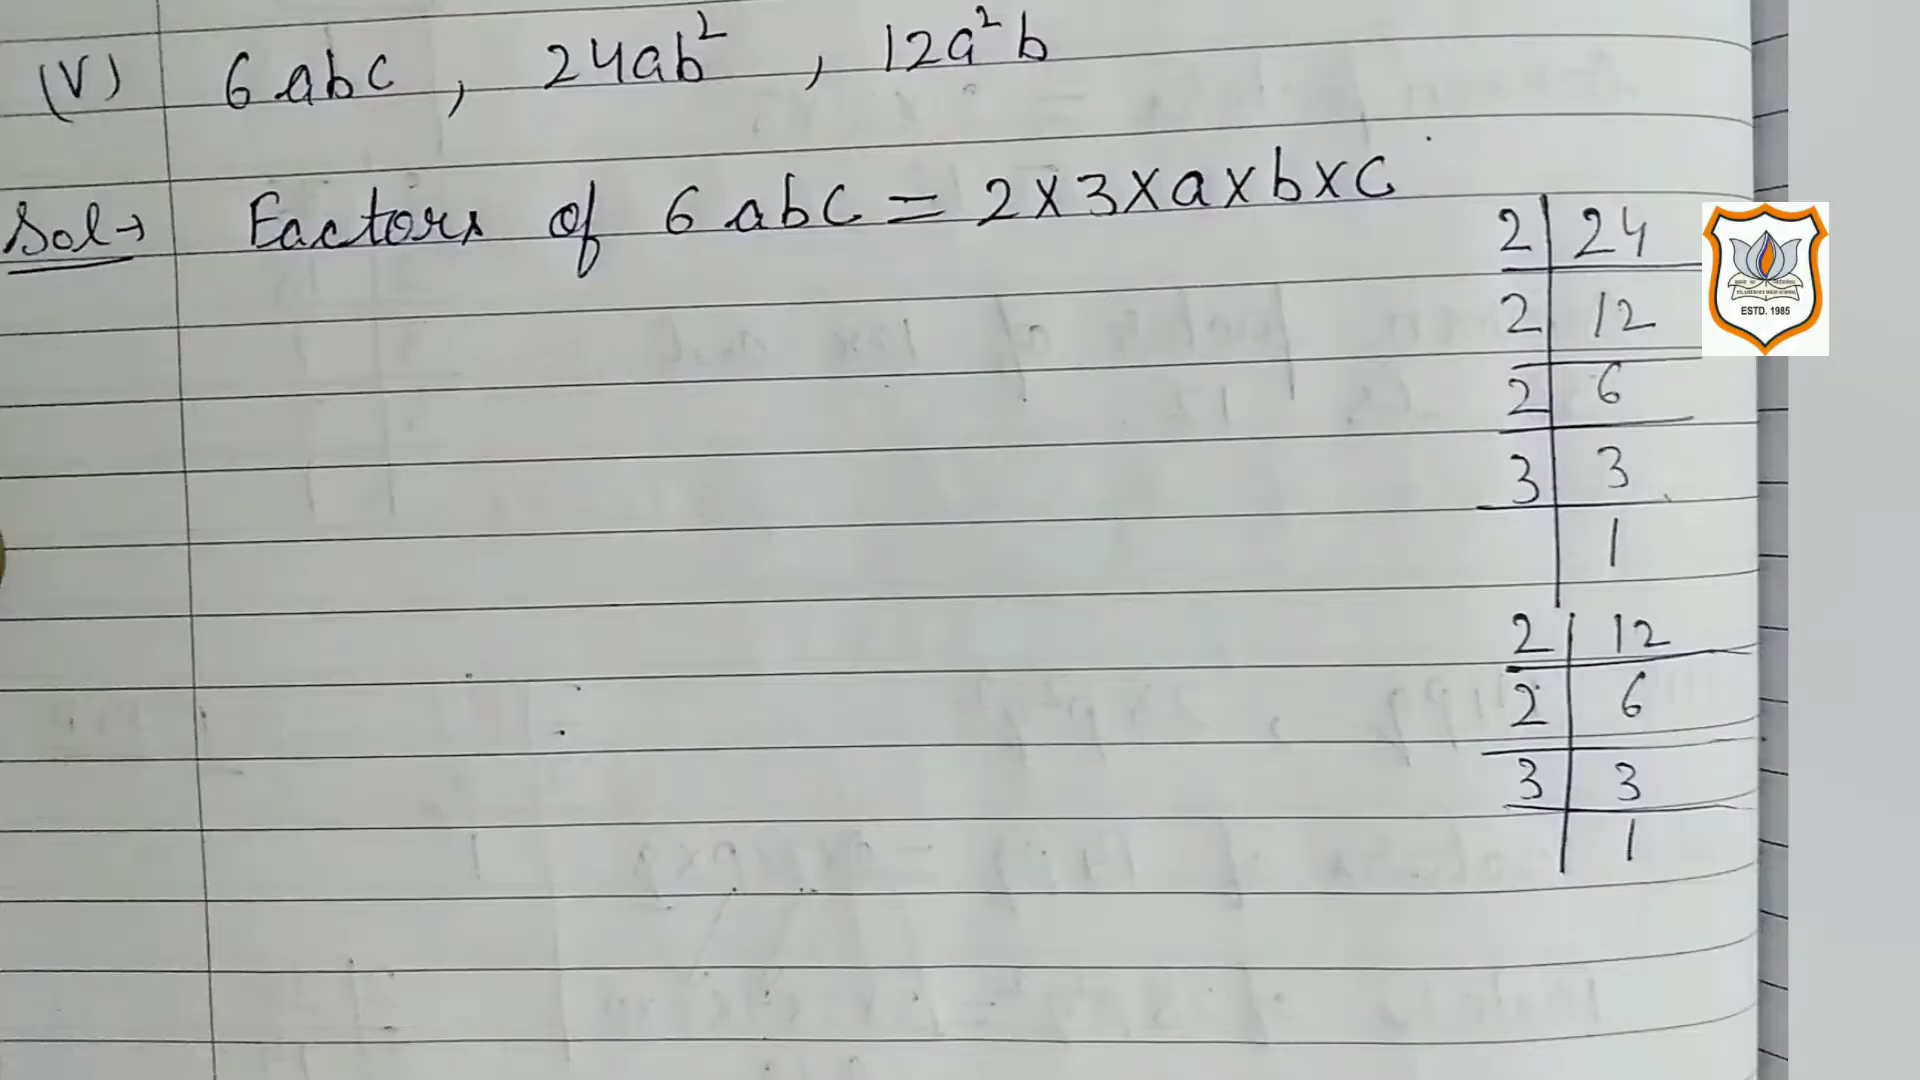 (V) 6abc, 24ab², 12a²b
Sol→ Factors of 6abc = 2×3×a×b×c
2 | 24
2 | 12
2 | 6
3 | 3
1
2 | 12
2 | 6
3 | 3
1
ESTD. 1985